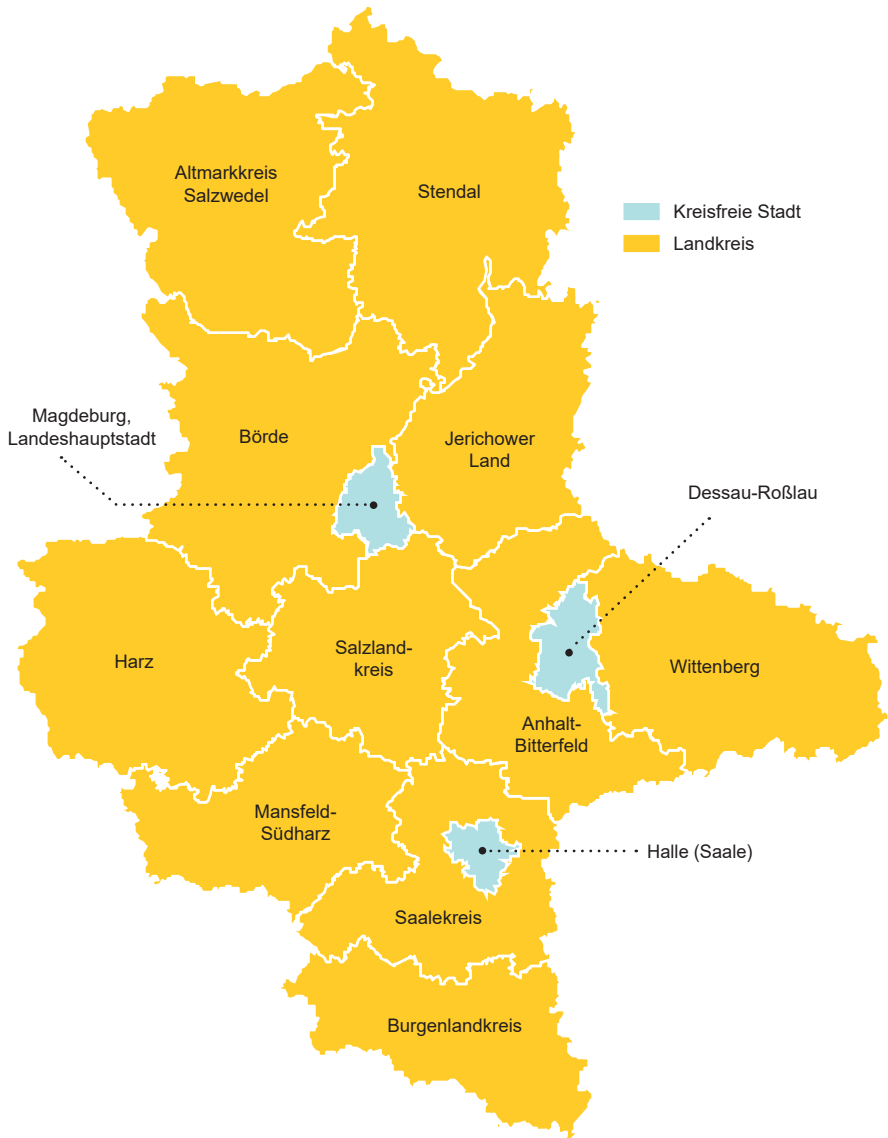 Altmarkkreis
Salzwedel
Stendal
Kreisfreie Stadt
Landkreis
Magdeburg,
Landeshauptstadt
Börde
Jerichower
Land
Dessau-Roßlau
Harz
Salzland-
kreis
Wittenberg
Anhalt-
Bitterfeld
Mansfeld-
Südharz
Halle (Saale)
Saalekreis
Burgenlandkreis